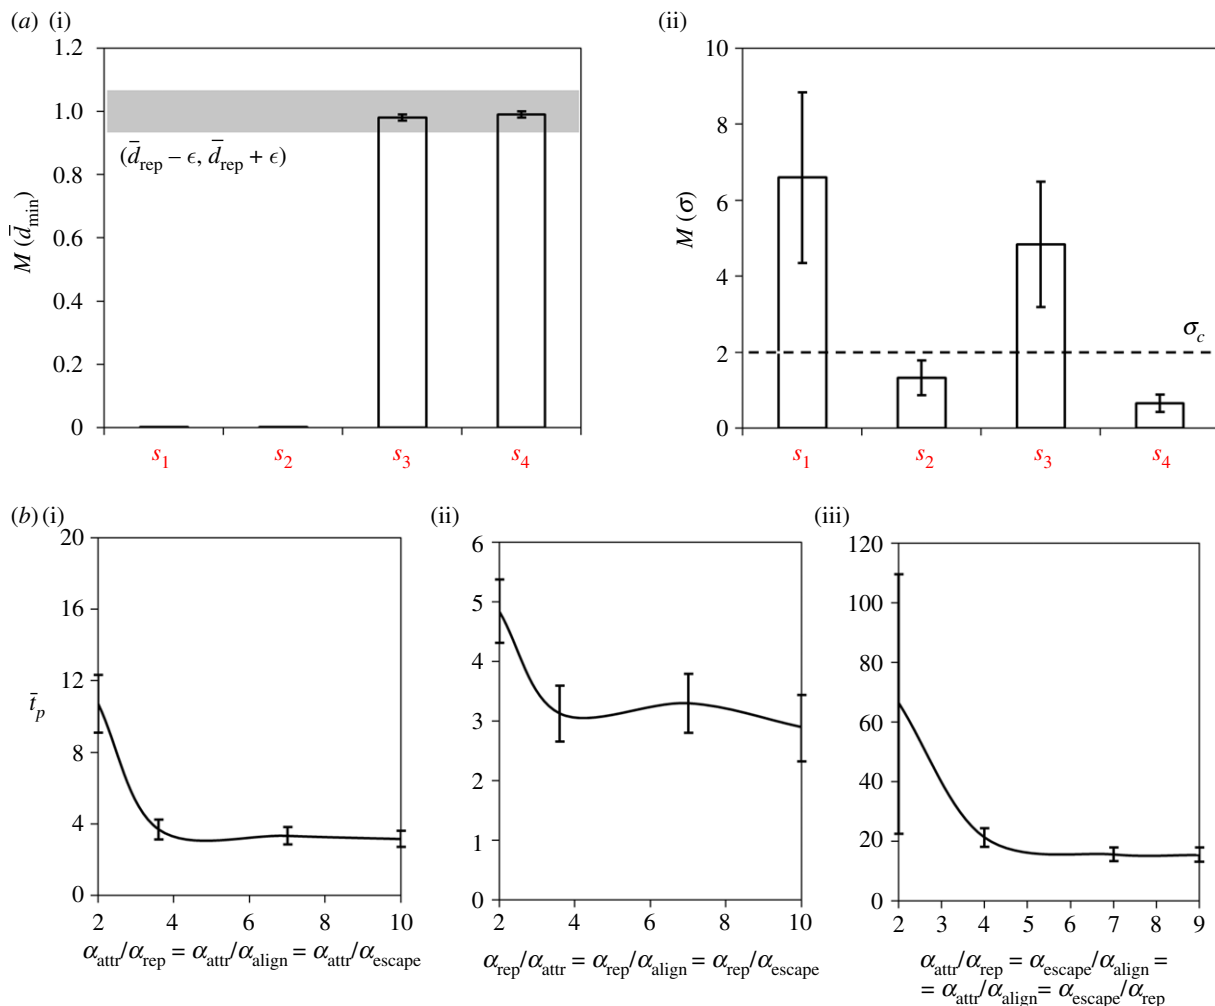 (a) (i)
(ii)
1.2
1.0
0.8
0.6
0.4
0.2
0
M (d̄min)
(d̄rep – ϵ, d̄rep + ϵ)
s1 s2 s3 s4
10
8
6
4
2
0
M (σ)
σc
s1 s2 s3 s4
(b) (i)
20
16
12
8
4
0
t̄p
2 4 6 8 10
αattr/αrep = αattr/αalign = αattr/αescape
(ii)
6
5
4
3
2
1
0
2 4 6 8 10
αrep/αattr = αrep/αalign = αrep/αescape
(iii)
120
100
80
60
40
20
0
2 3 4 5 6 7 8 9
αattr/αrep = αescape/αalign =
= αattr/αalign = αescape/αrep